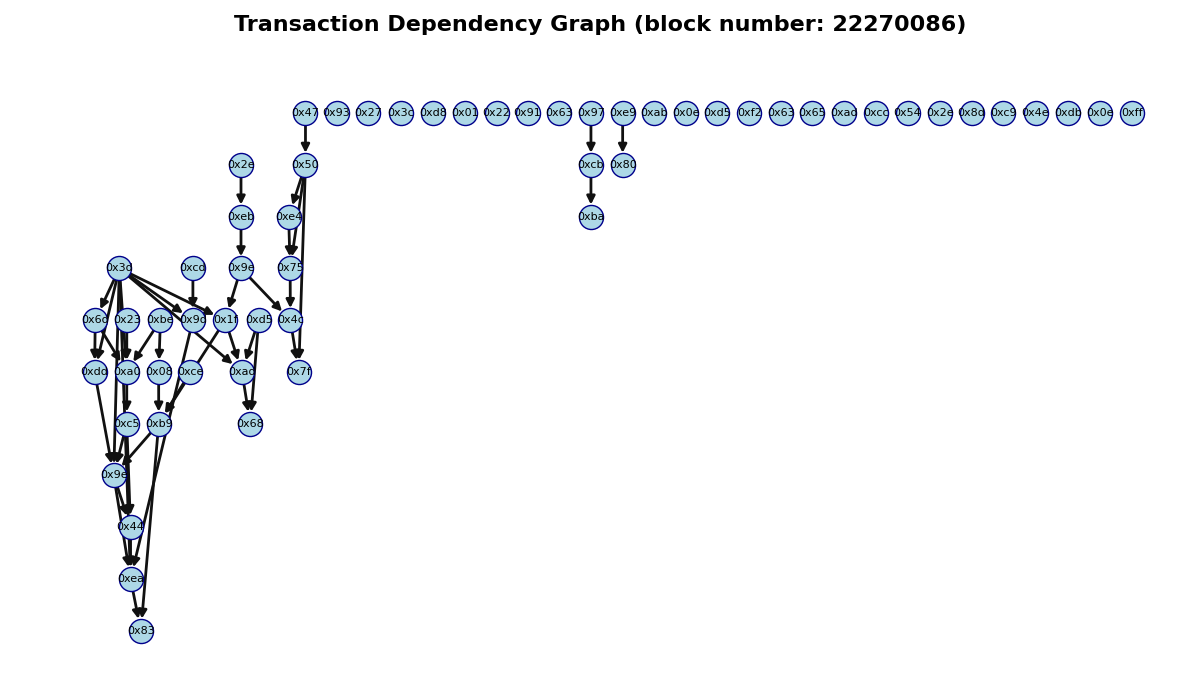 Transaction Dependency Graph (block number: 22270086)
0x47 0x93 0x27 0x3c 0xd8 0x01 0x22 0x91 0x63 0x97 0xe9 0xab 0x0e 0xd5 0xf2 0x63 0x65 0xad 0xcc 0x54 0x2e 0x8d 0xc9 0x4e 0xdb 0x0e 0xff
0x2e 0x50 0xcb 0x80
0xeb 0xe4 0xba
0x3d 0xcd 0x9e 0x75
0x6c 0x23 0xbe 0x9d 0x1f 0xd5 0x4c
0xdd 0xa0 0x08 0xce 0xac 0x7f
0xc5 0xb9 0x68
0x9e
0x44
0xea
0x83